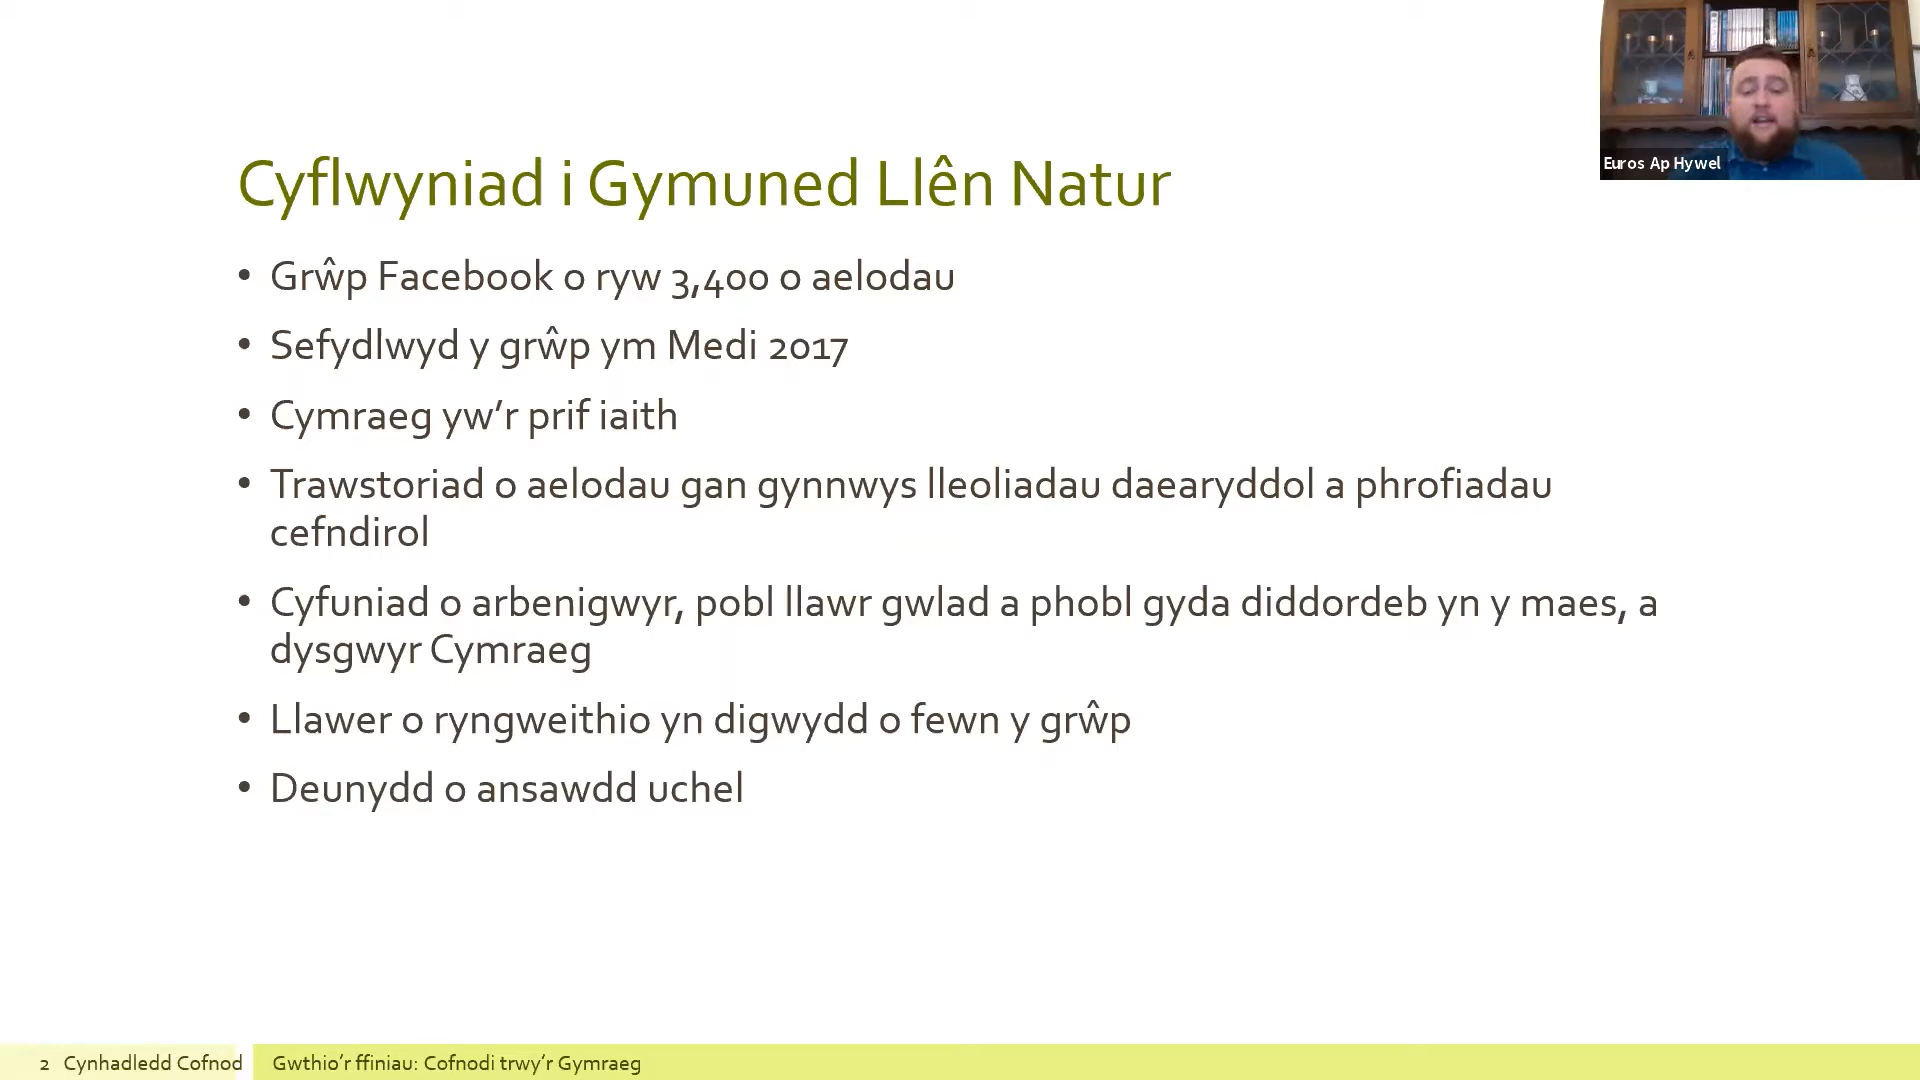 Euros Ap Hywel
Cyflwyniad i Gymuned Llên Natur
• Grŵp Facebook o ryw 3,400 o aelodau
• Sefydlwyd y grŵp ym Medi 2017
• Cymraeg yw’r prif iaith
• Trawstoriad o aelodau gan gynnwys lleoliadau daearyddol a phrofiadau
cefndirol
• Cyfuniad o arbenigwyr, pobl llawr gwlad a phobl gyda diddordeb yn y maes, a
dysgwyr Cymraeg
• Llawer o ryngweithio yn digwydd o fewn y grŵp
• Deunydd o ansawdd uchel
2 Cynhadledd Cofnod Gwthio’r ffiniau: Cofnodi trwy’r Gymraeg